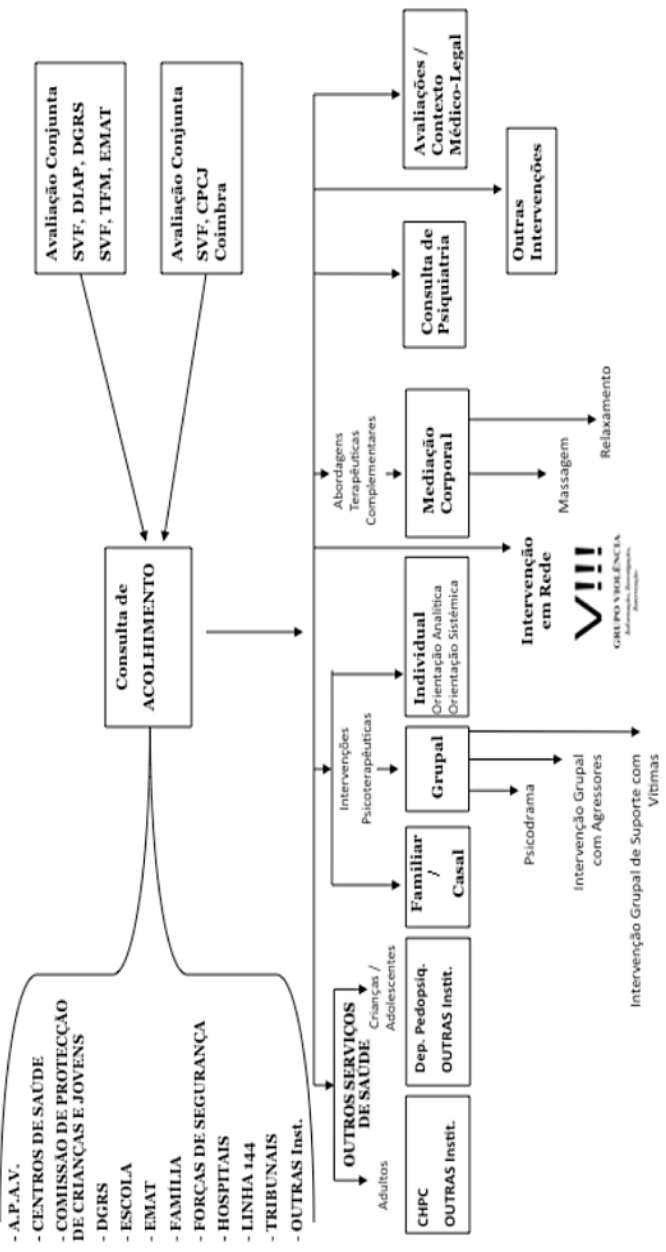 - A.P.A.V.
- CENTROS DE SAÚDE
- COMISSÃO DE PROTECÇÃO
DE CRIANÇAS E JOVENS
- DGRS
- ESCOLA
- EMAT
- FAMÍLIA
- FORÇAS DE SEGURANÇA
- HOSPITAIS
- LINHA 144
- TRIBUNAIS
- OUTRAS Inst.
Consulta de
ACOLHIMENTO
Avaliação Conjunta
SVF, DIAP, DGRS
SVF, TFM, EMAT
Avaliação Conjunta
SVF, CPCJ
Coimbra
OUTROS SERVIÇOS
DE SAÚDE
Adultos
Crianças /
Adolescentes
CHPC
OUTRAS Instit.
Dep. Pedopsiq.
OUTRAS Instit.
Intervenções
Psicoterapêuticas
Familiar
/
Casal
Grupal
Individual
Orientação Analítica
Orientação Sistémica
Psicodrama
Intervenção Grupal
com Agressores
Intervenção Grupal de Suporte com
Vítimas
Intervenção
em Rede
V!!!
GRUPO VIOLÊNCIA
Informação, Investigação,
Intervenção
Abordagens
Terapêuticas
Complementares
Mediação
Corporal
Massagem
Relaxamento
Consulta de
Psiquiatria
Outras
Intervenções
Avaliações /
Contexto
Médico-Legal